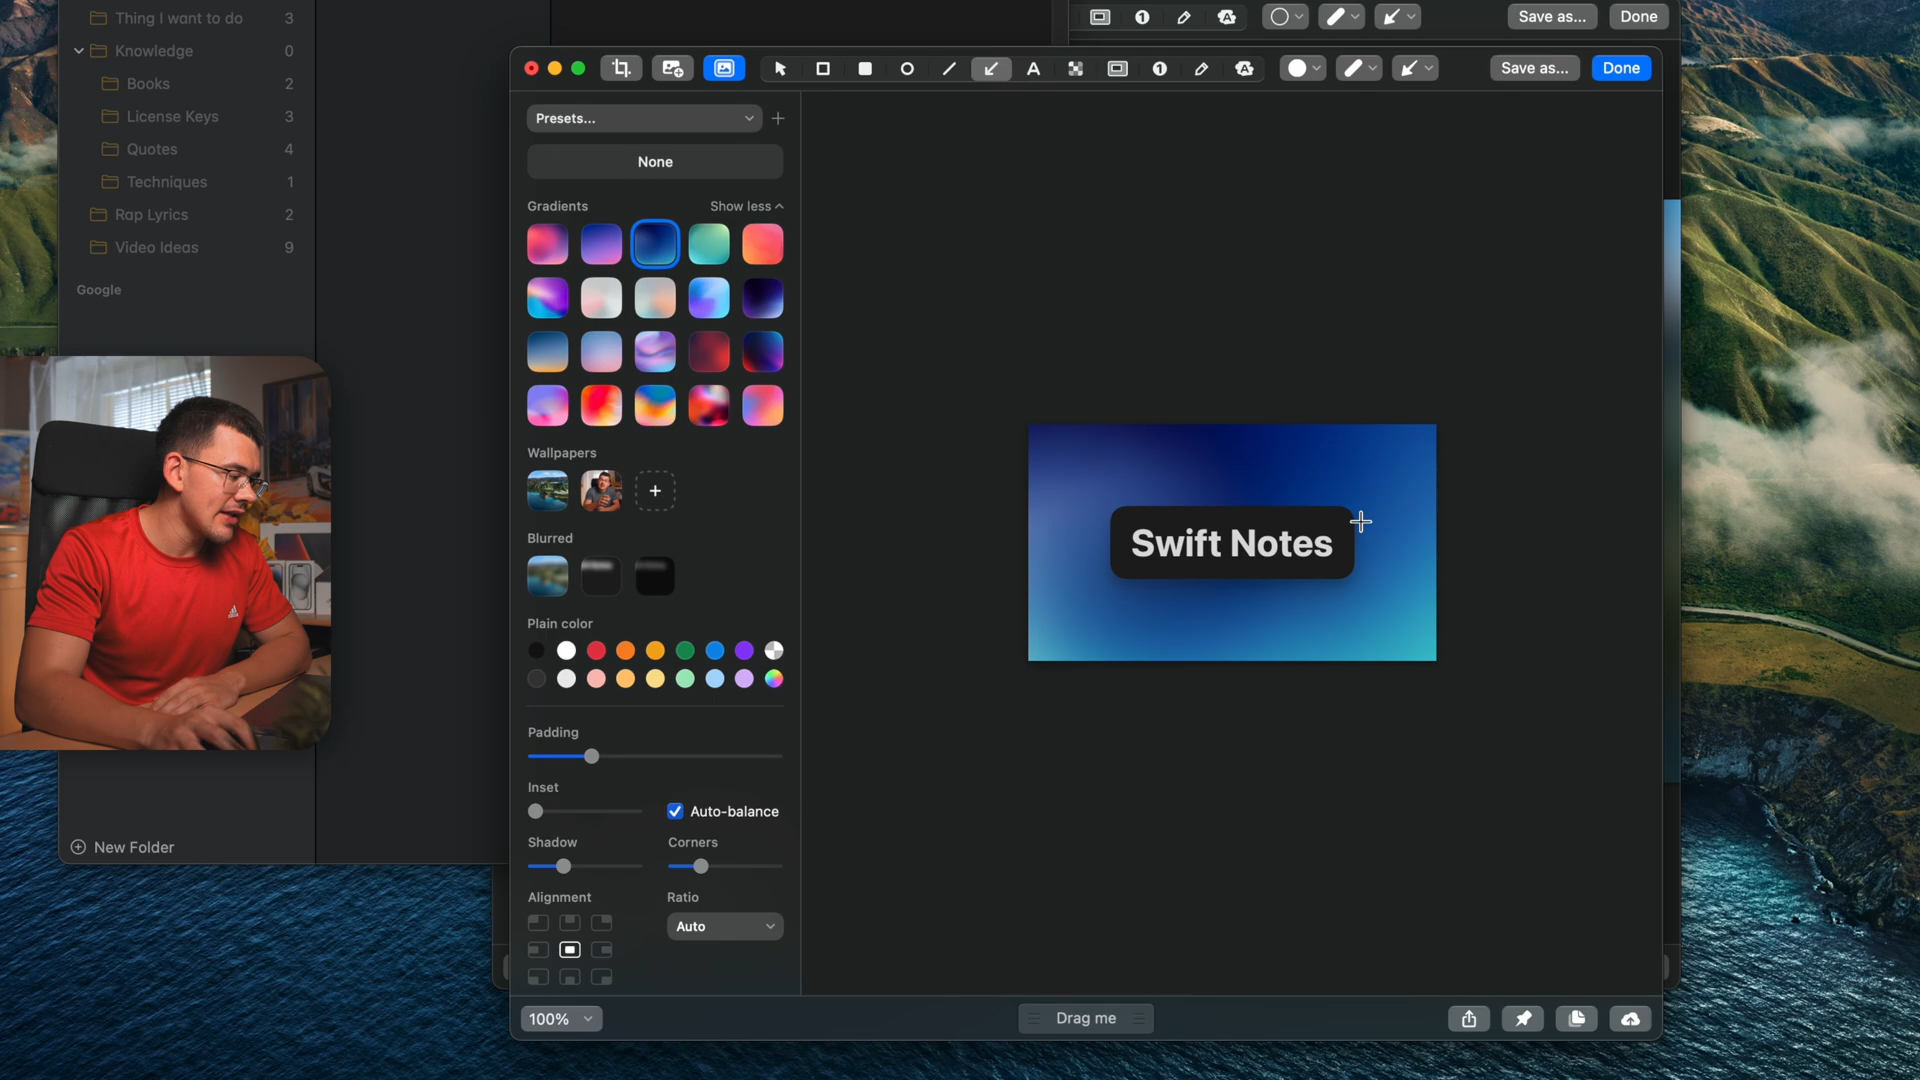 Thing I want to do 3
Knowledge 0
Books 2
License Keys 3
Quotes 4
Techniques 1
Rap Lyrics 2
Video Ideas 9
Google
New Folder
1
Save as...
Done
A
1
Save as...
Done
Presets...
None
Gradients
Show less
Wallpapers
Blurred
Plain color
Padding
Inset
Auto-balance
Shadow
Corners
Alignment
Ratio
Auto
Swift Notes
100%
Drag me